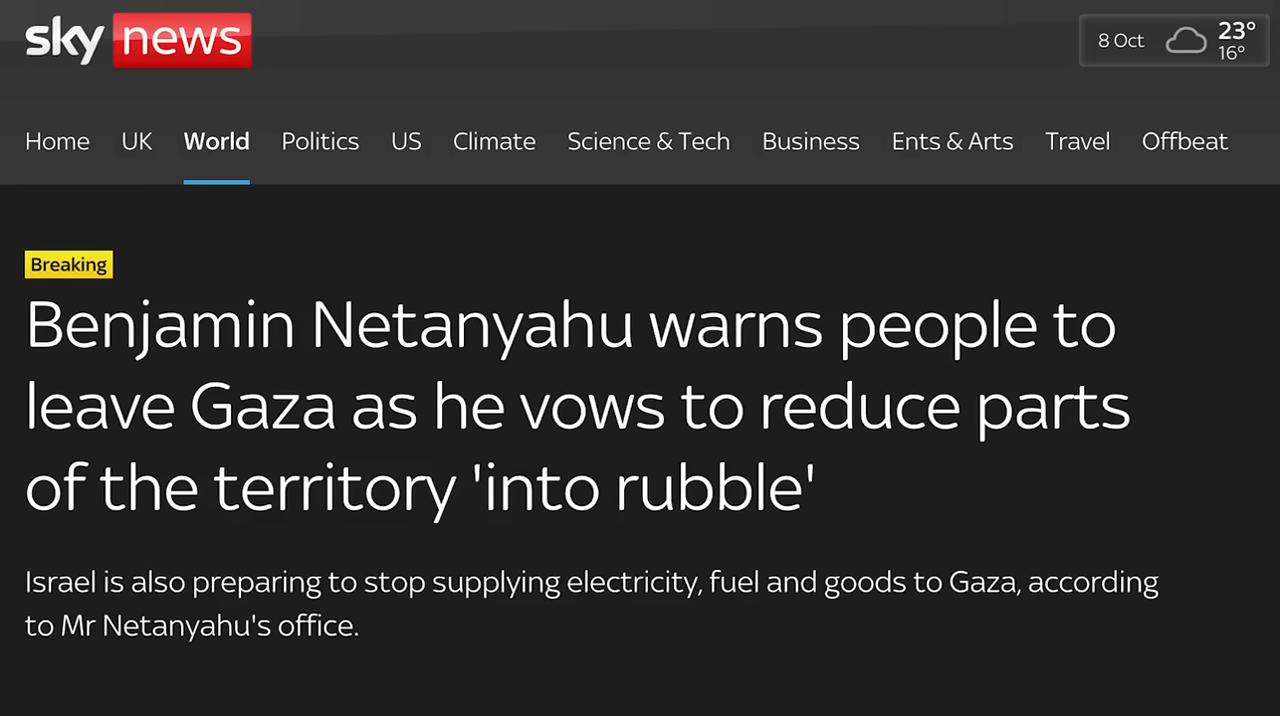 sky news
8 Oct
23°
16°
Home UK World Politics US Climate Science & Tech Business Ents & Arts Travel Offbeat
Breaking
Benjamin Netanyahu warns people to
leave Gaza as he vows to reduce parts
of the territory 'into rubble'
Israel is also preparing to stop supplying electricity, fuel and goods to Gaza, according
to Mr Netanyahu's office.